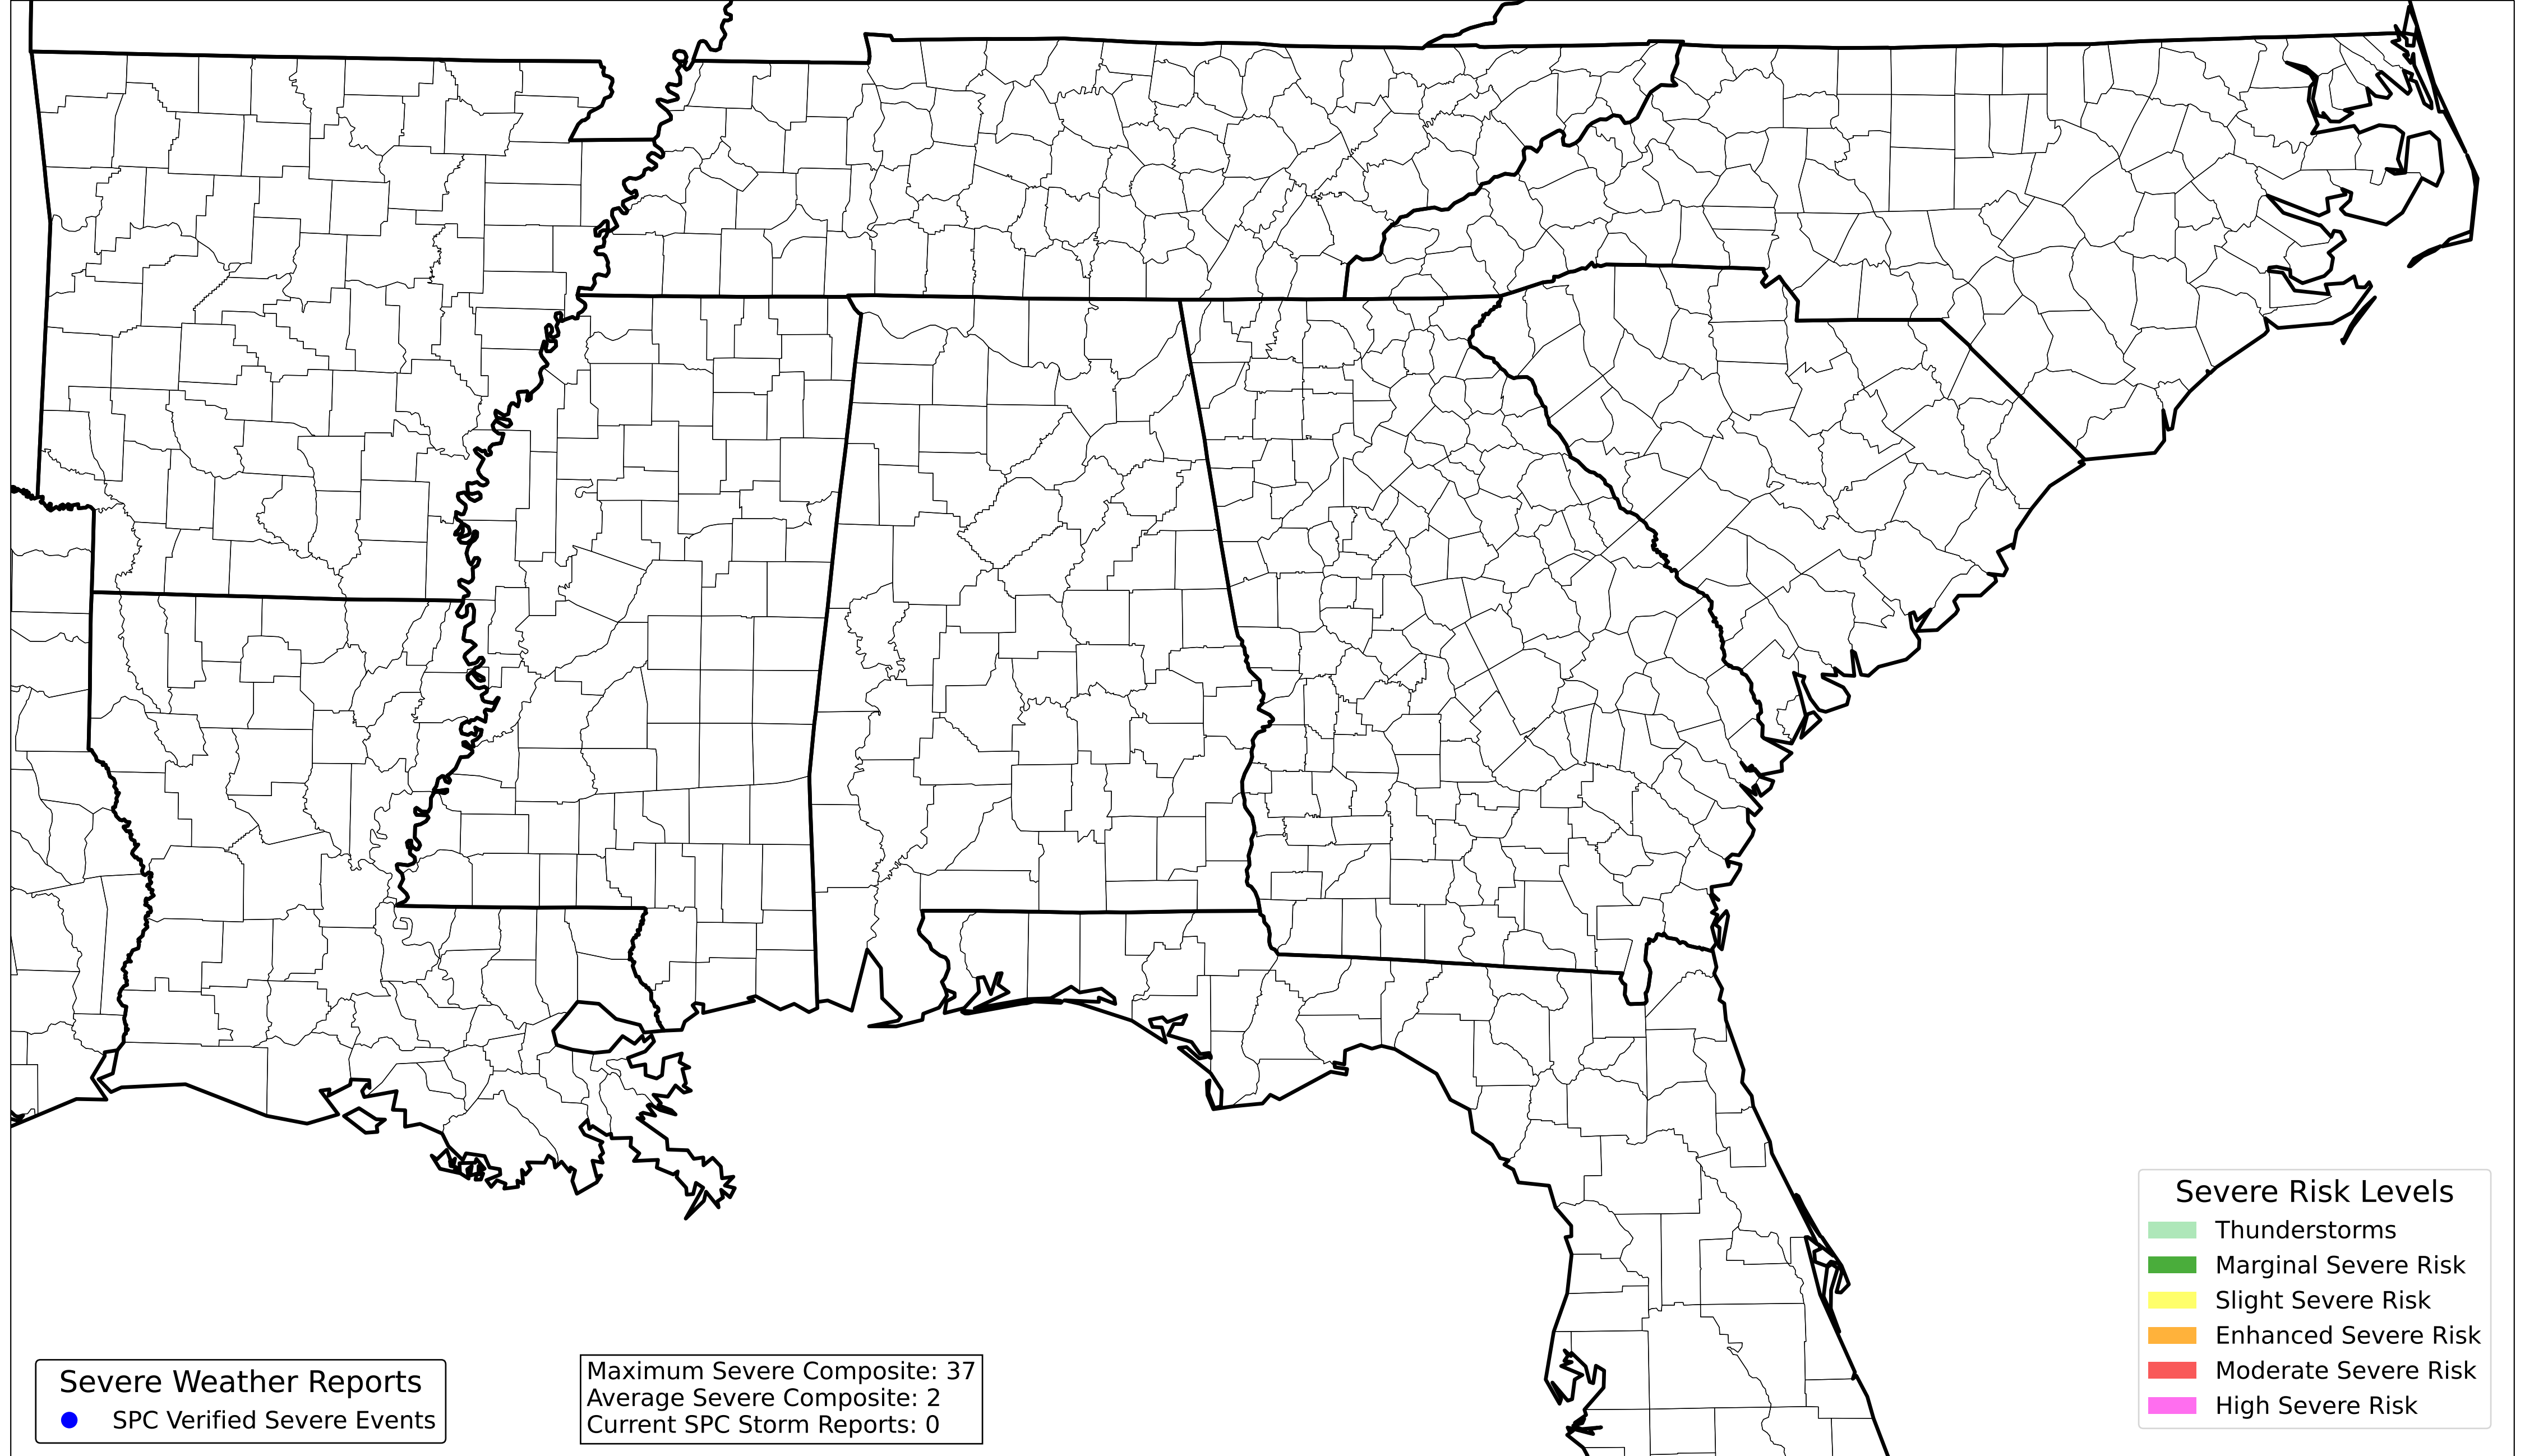 Severe Weather Reports
SPC Verified Severe Events
Maximum Severe Composite: 37
Average Severe Composite: 2
Current SPC Storm Reports: 0
Severe Risk Levels
Thunderstorms
Marginal Severe Risk
Slight Severe Risk
Enhanced Severe Risk
Moderate Severe Risk
High Severe Risk